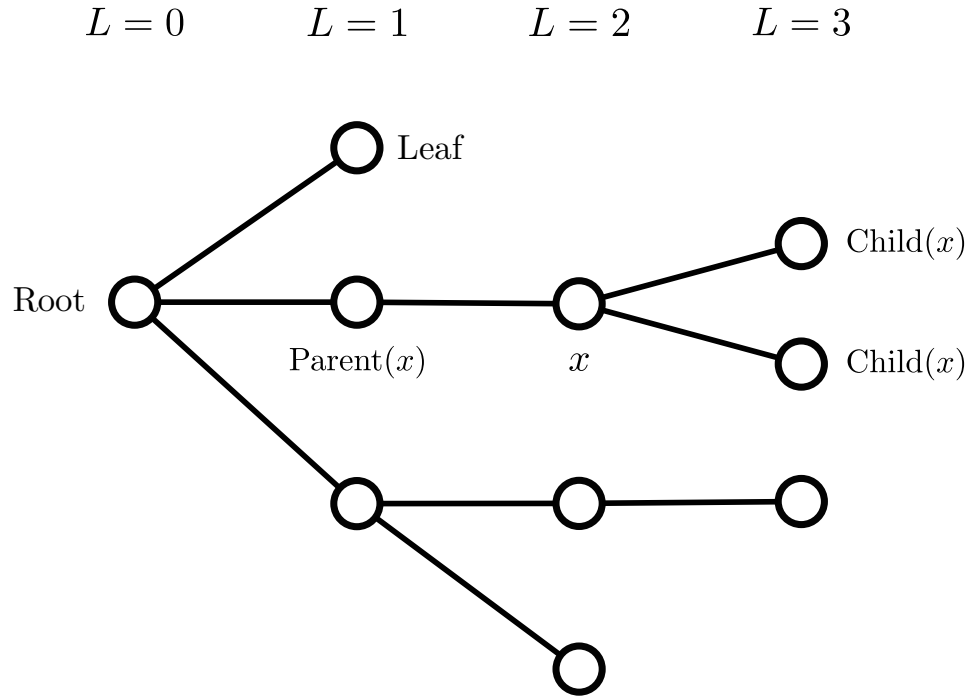 L = 0 L = 1 L = 2 L = 3
Leaf
Child(x)
Root
Parent(x) x Child(x)